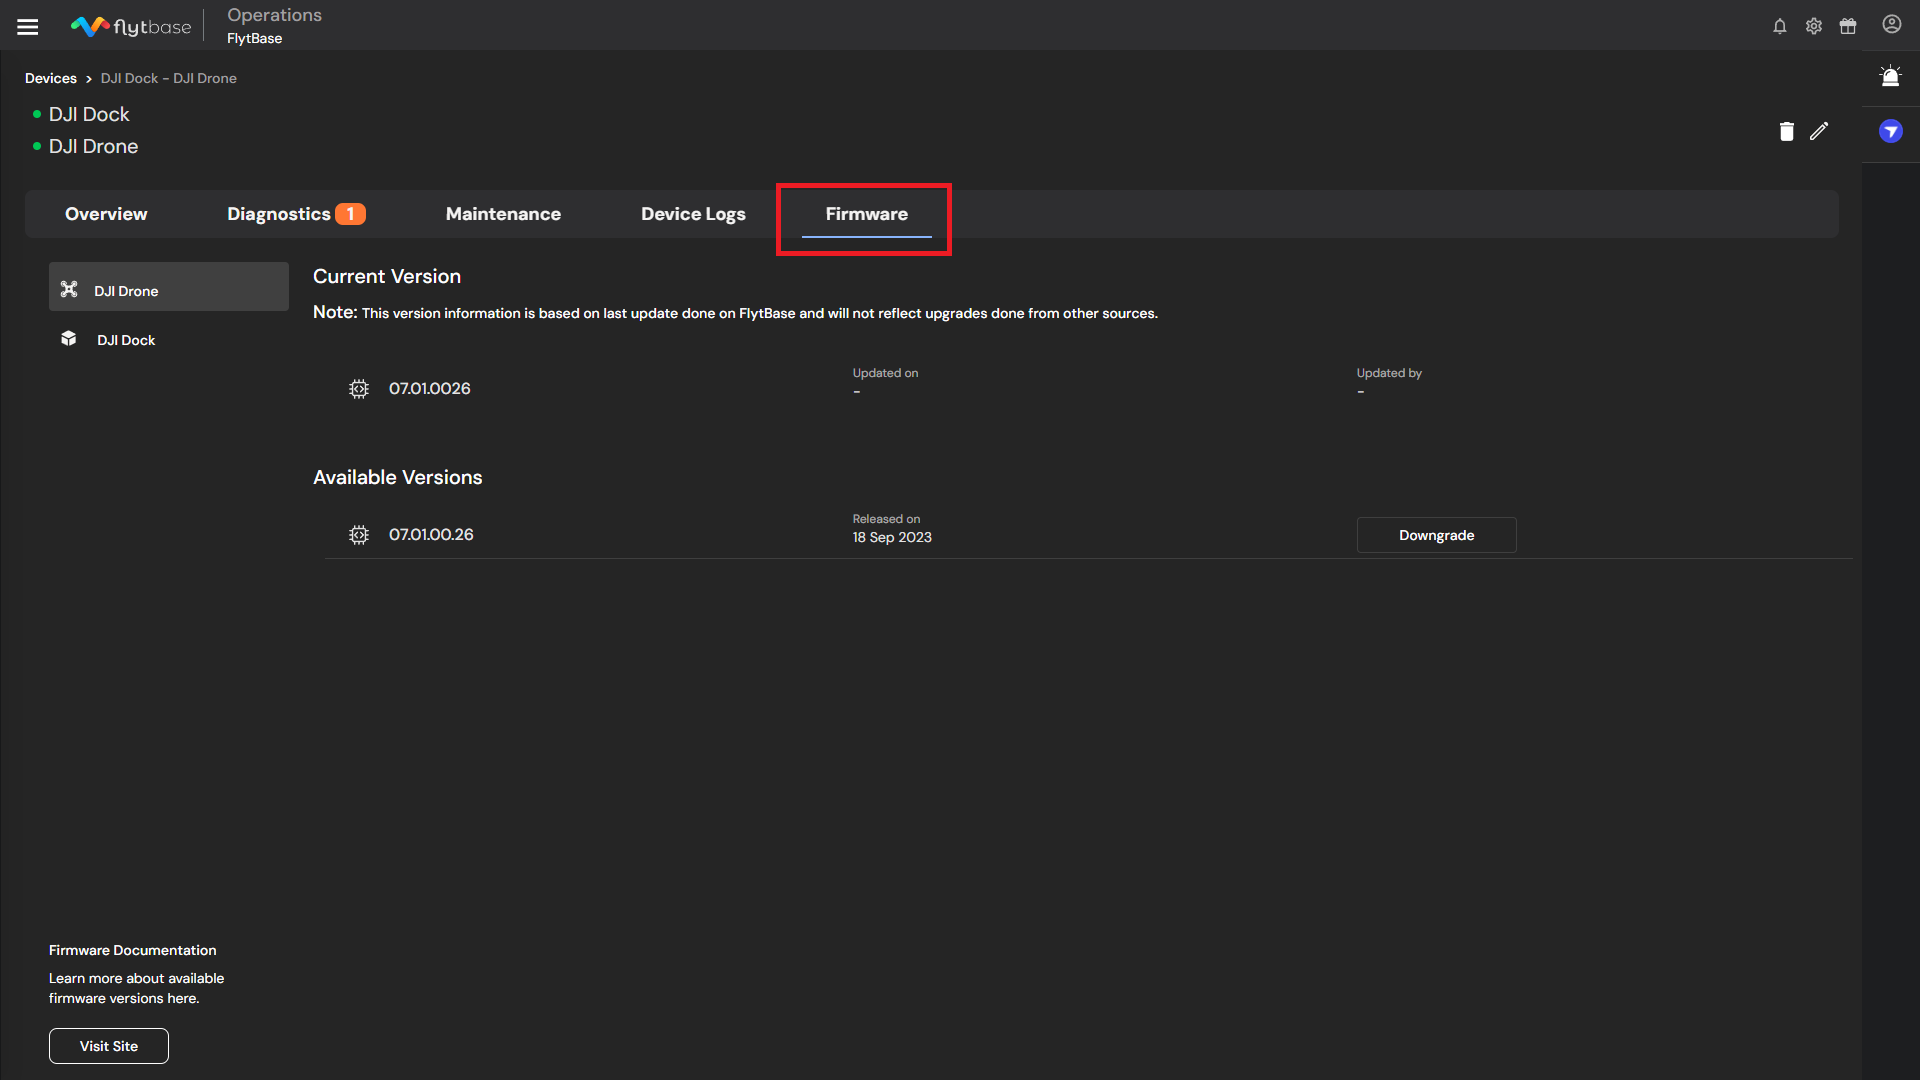 flytbase
Operations
FlytBase
Devices > DJI Dock - DJI Drone
DJI Dock
DJI Drone
Overview
Diagnostics 1
Maintenance
Device Logs
Firmware
DJI Drone
DJI Dock
Current Version
Note: This version information is based on last update done on FlytBase and will not reflect upgrades done from other sources.
07.01.0026
Updated on
-
Updated by
-
Available Versions
07.01.00.26
Released on
18 Sep 2023
Downgrade
Firmware Documentation
Learn more about available
firmware versions here.
Visit Site